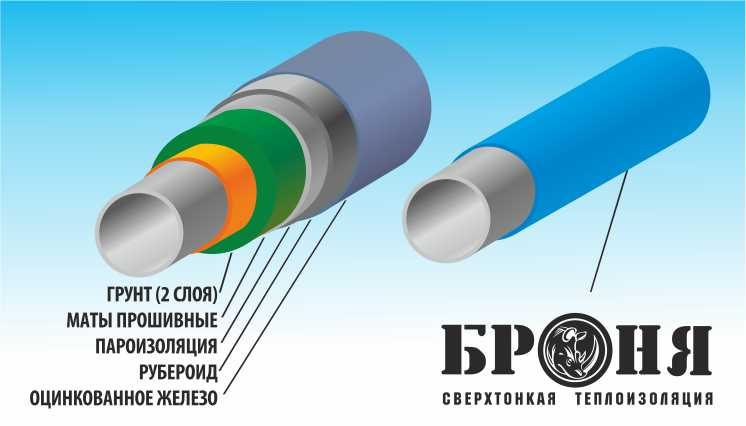 ГРУНТ (2 СЛОЯ)
МАТЫ ПРОШИВНЫЕ
ПАРОИЗОЛЯЦИЯ
РУБЕРОИД
ОЦИНКОВАННОЕ ЖЕЛЕЗО
БРОНЯ
СВЕРХТОНКАЯ ТЕПЛОИЗОЛЯЦИЯ